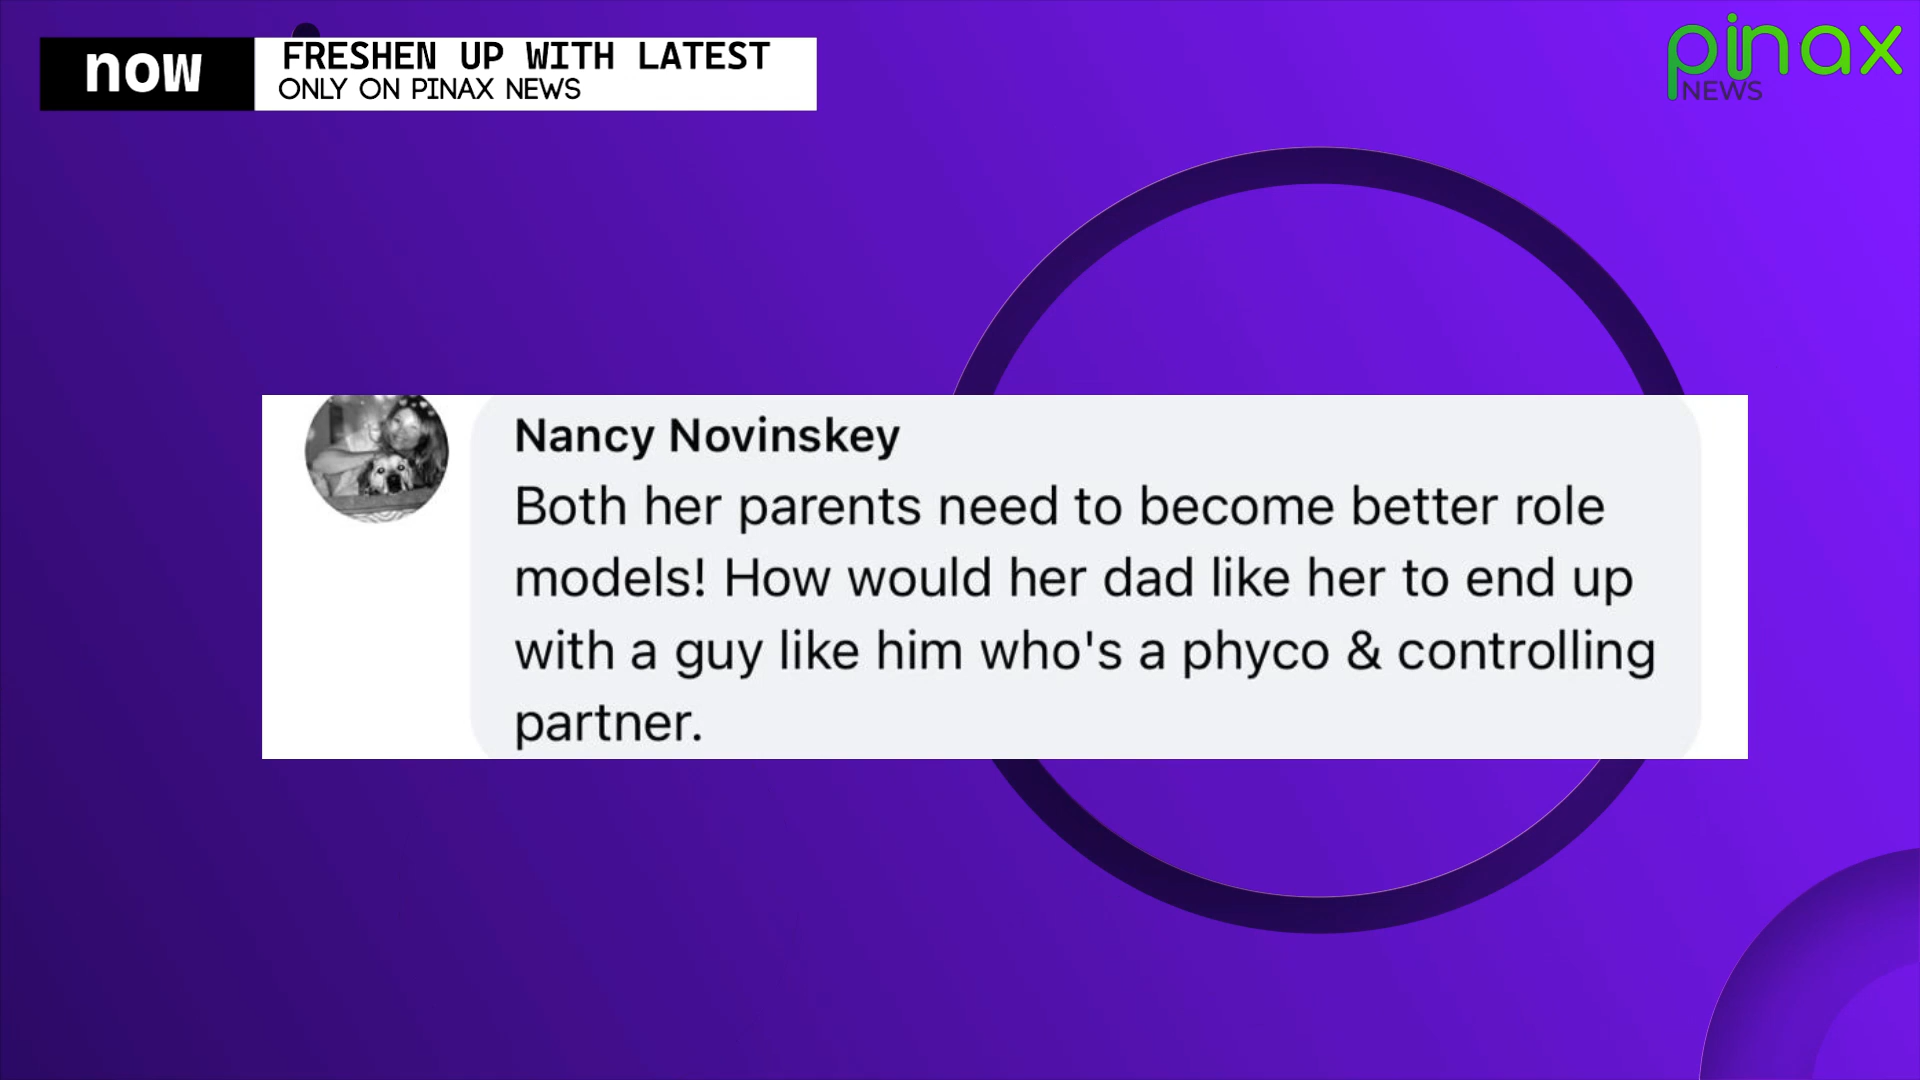 now
FRESHEN UP WITH LATEST
ONLY ON PINAX NEWS
pinax
NEWS
Nancy Novinskey
Both her parents need to become better role
models! How would her dad like her to end up
with a guy like him who's a phyco & controlling
partner.